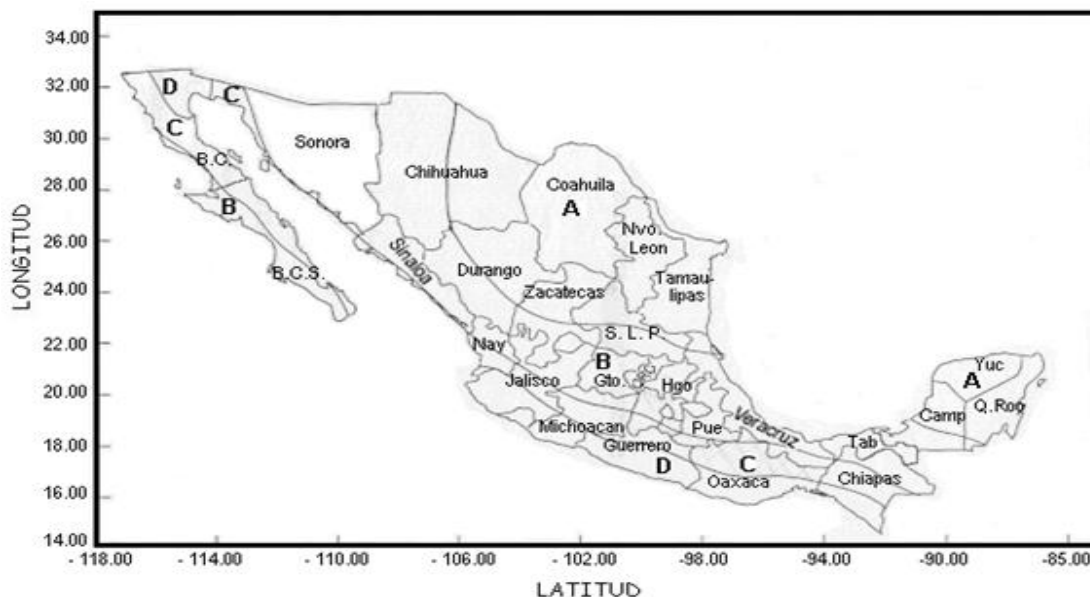 34.00
32.00
30.00
28.00
26.00
24.00
22.00
20.00
18.00
16.00
14.00
LONGITUD
D
C
C
Sonora
B.C.
Chihuahua
Coahuila
A
B
Nvo.
Leon
Sinaloa
Durango
B.C.S.
Zacatecas
Tamau-
lipas
S. L. P.
Nay
B
Gto.
Jalisco
Hgo
Yuc
A
Q.Roo
Camp
Michoacan
Pue
Veracruz
Tab
Guerrero
D
C
Oaxaca
Chiapas
- 118.00 - 114.00 - 110.00 - 106.00 - 102.00 -98.00 -94.00 -90.00 -85.00
LATITUD